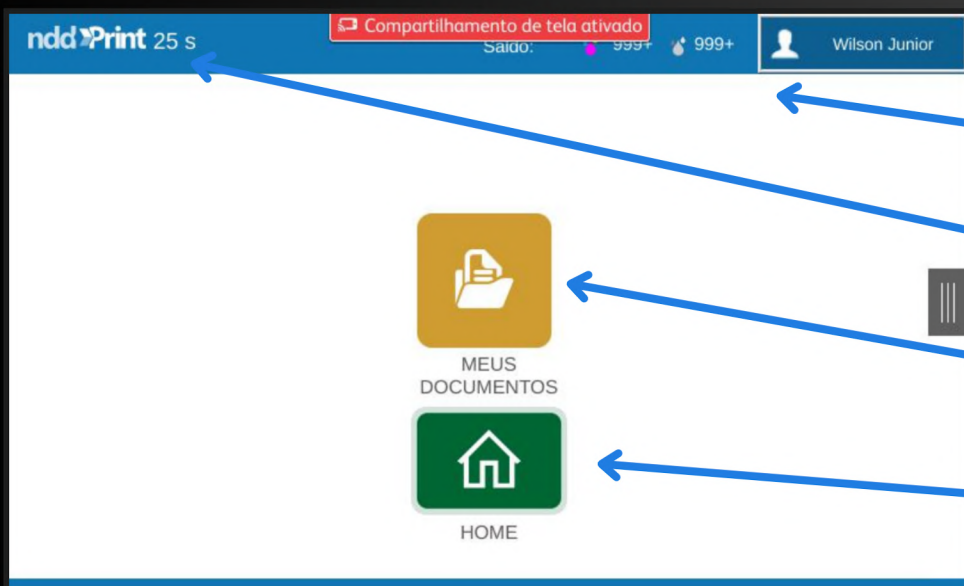 nddPrint 25 s
Compartilhamento de tela ativado
Saldo: 999+ 999+
Wilson Junior
MEUS
DOCUMENTOS
HOME